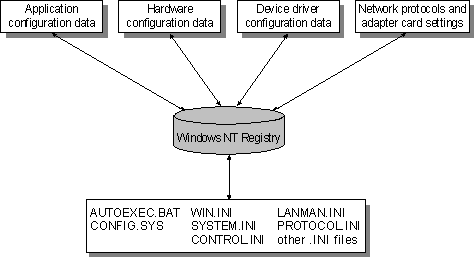 Application
configuration data
Hardware
configuration data
Device driver
configuration data
Network protocols and
adapter card settings
Windows NT Registry
AUTOEXEC.BAT WIN.INI LANMAN.INI
CONFIG.SYS SYSTEM.INI PROTOCOL.INI
CONTROL.INI other .INI files